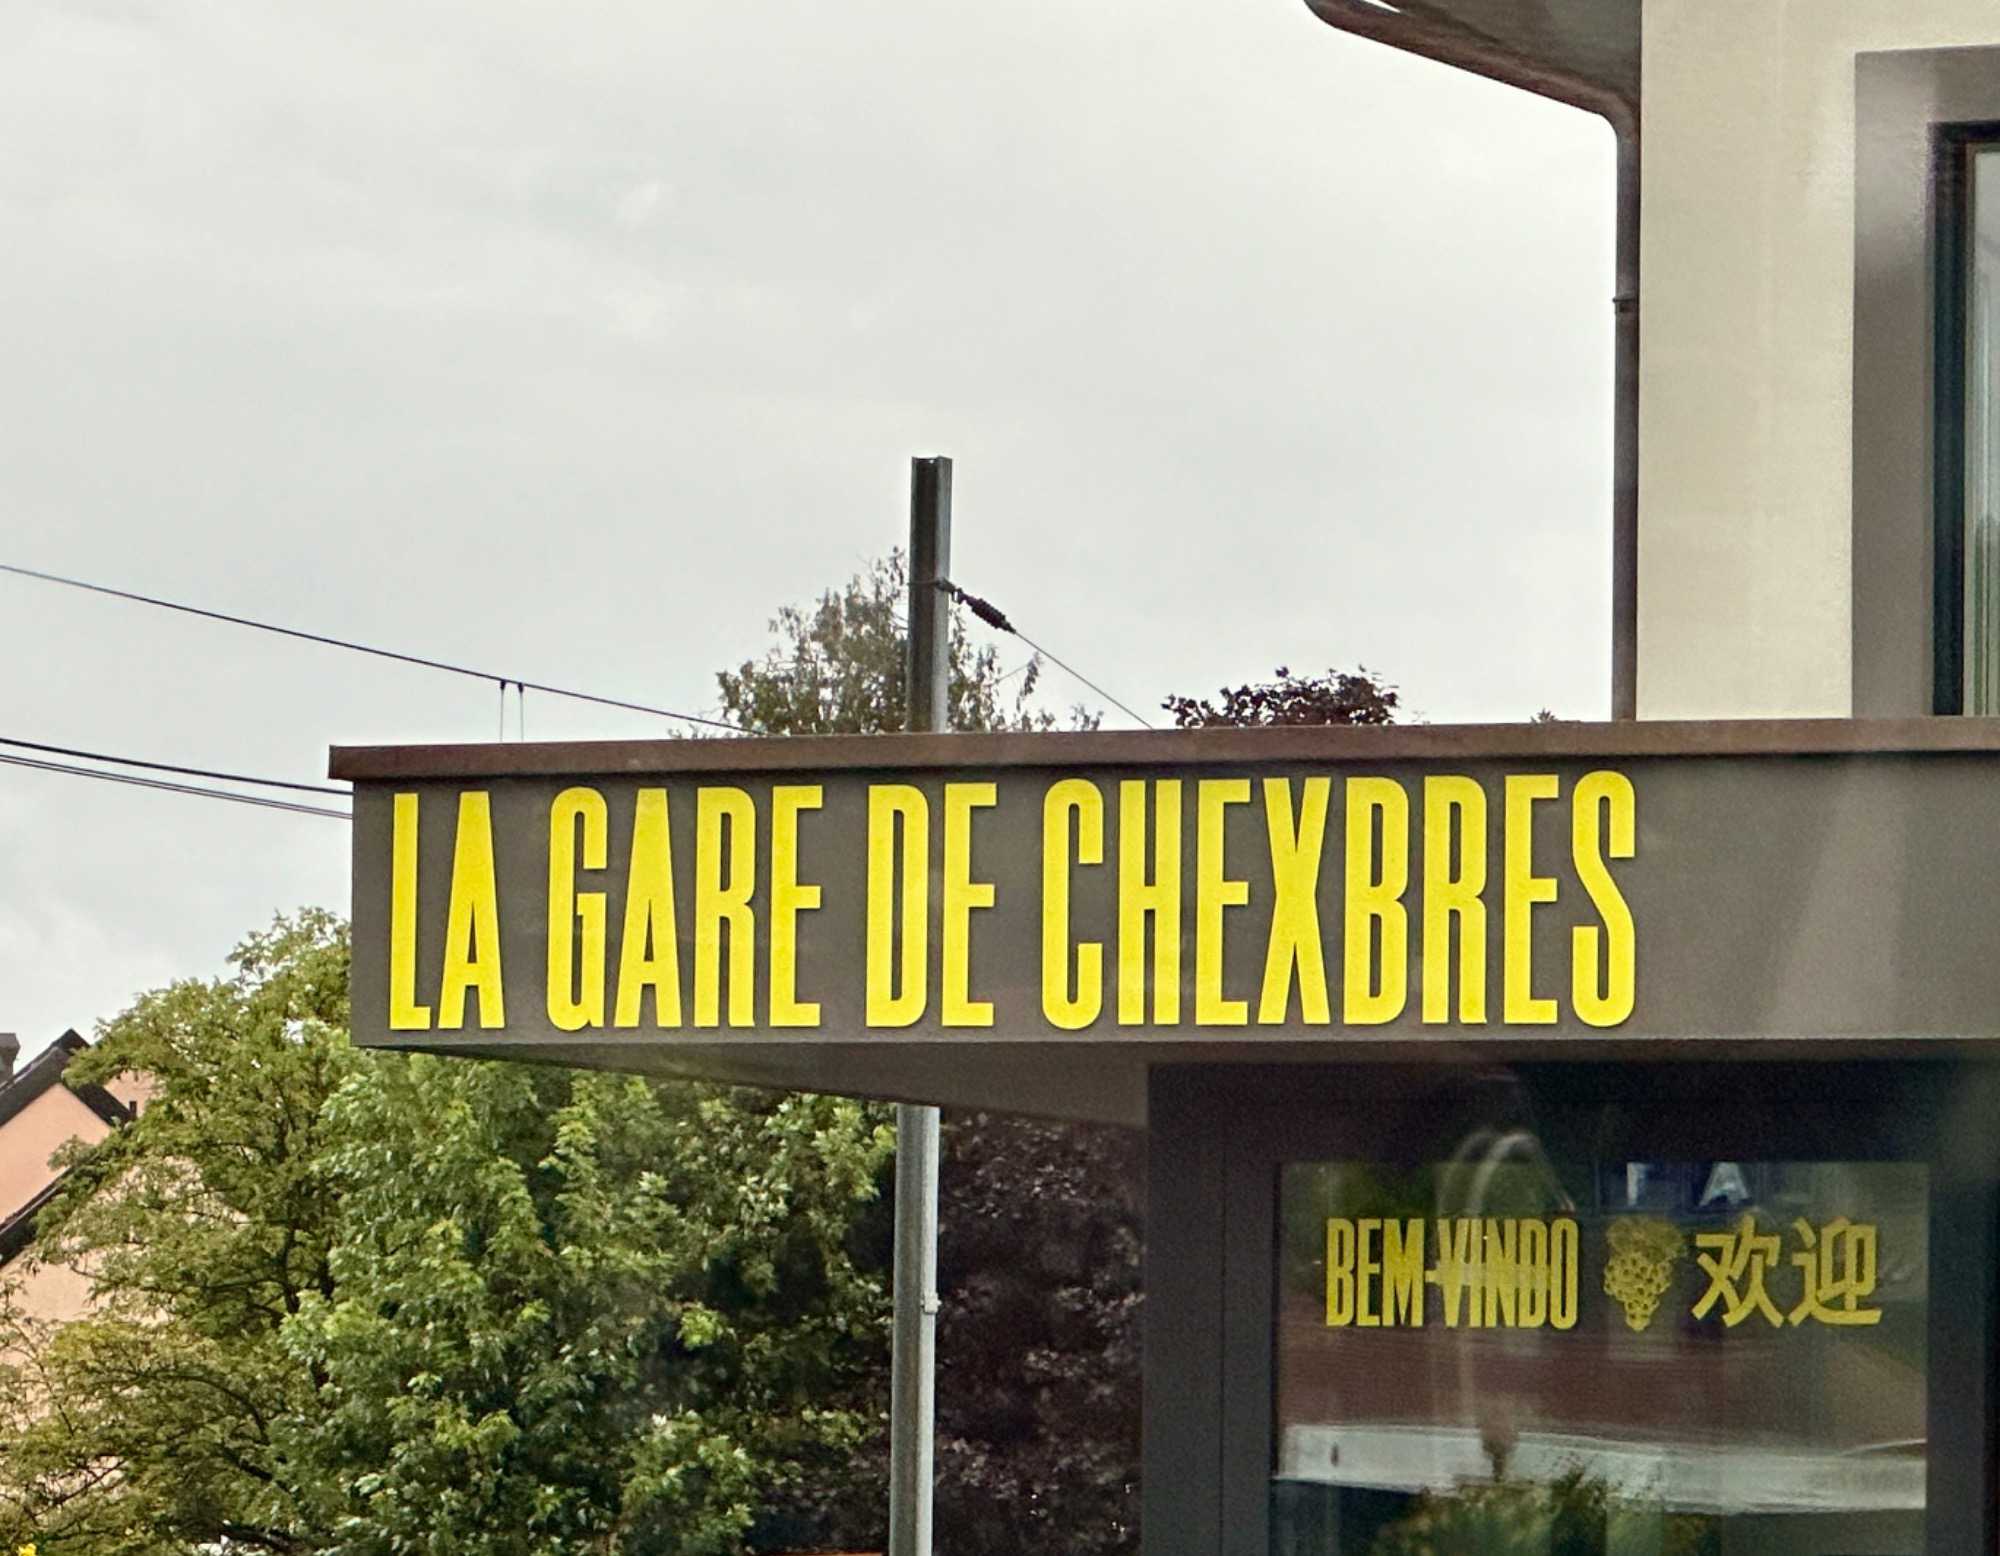 LA GARE DE CHEXBRES
BEM-VINDO 欢迎